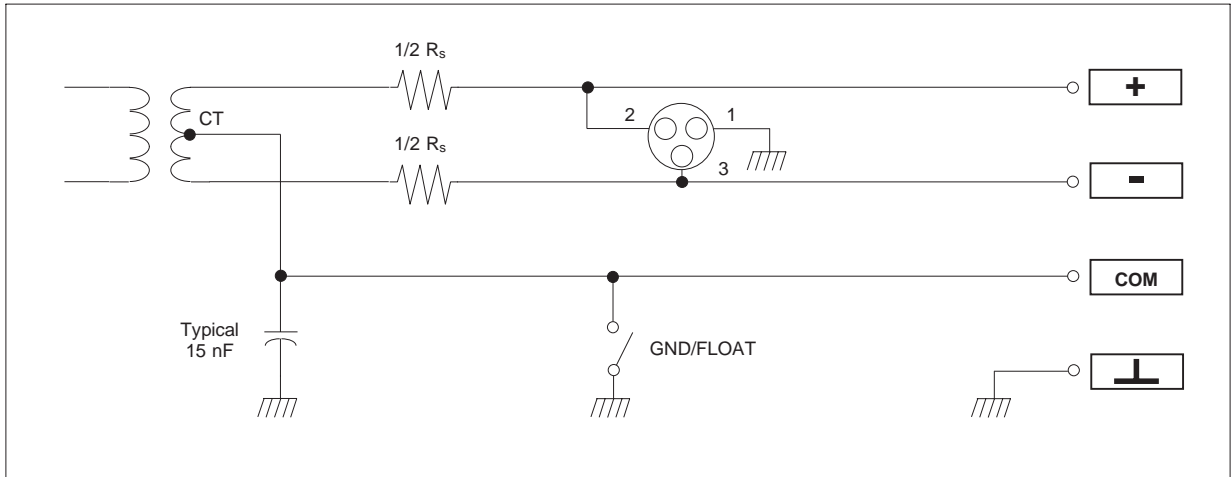 1/2 Rs
+
CT
2
1
1/2 Rs
3
-
COM
Typical
15 nF
GND/FLOAT